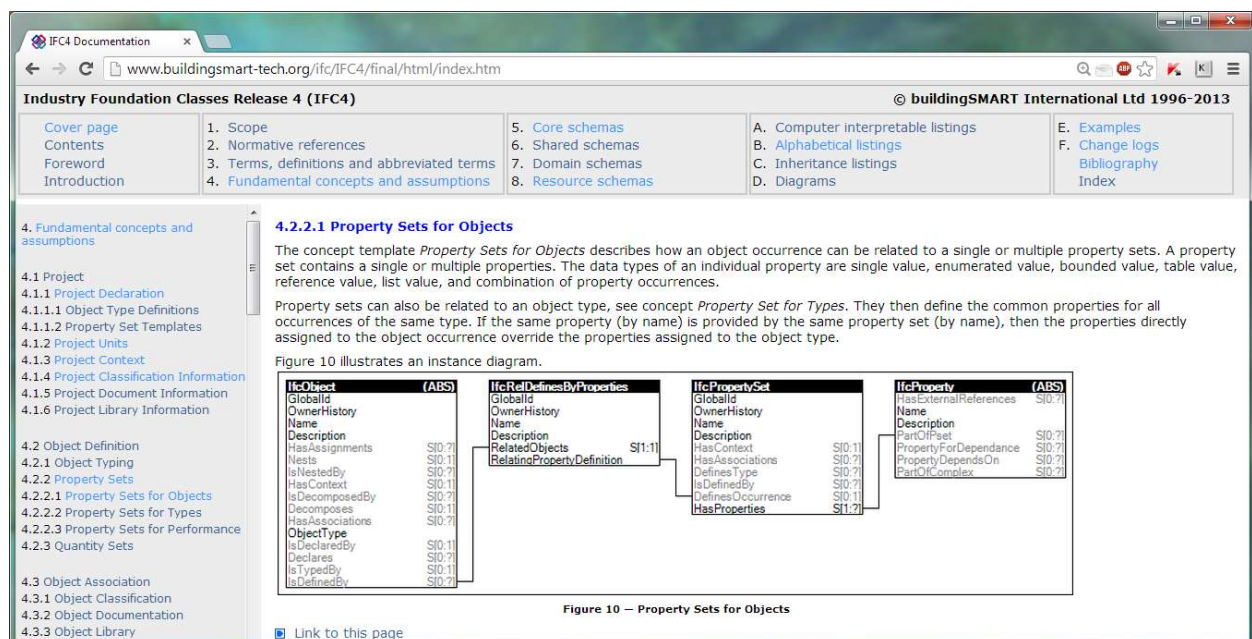 IFC4 Documentation
www.buildingsmart-tech.org/ifc/IFC4/final/html/index.htm
Industry Foundation Classes Release 4 (IFC4)
© buildingSMART International Ltd 1996-2013
Cover page
Contents
Foreword
Introduction
1. Scope
2. Normative references
3. Terms, definitions and abbreviated terms
4. Fundamental concepts and assumptions
5. Core schemas
6. Shared schemas
7. Domain schemas
8. Resource schemas
A. Computer interpretable listings
B. Alphabetical listings
C. Inheritance listings
D. Diagrams
E. Examples
F. Change logs
Bibliography
Index
4. Fundamental concepts and
assumptions
4.1 Project
4.1.1 Project Declaration
4.1.1.1 Object Type Definitions
4.1.1.2 Property Set Templates
4.1.2 Project Units
4.1.3 Project Context
4.1.4 Project Classification Information
4.1.5 Project Document Information
4.1.6 Project Library Information
4.2 Object Definition
4.2.1 Object Typing
4.2.2 Property Sets
4.2.2.1 Property Sets for Objects
4.2.2.2 Property Sets for Types
4.2.2.3 Property Sets for Performance
4.2.3 Quantity Sets
4.3 Object Association
4.3.1 Object Classification
4.3.2 Object Documentation
4.3.3 Object Library
4.2.2.1 Property Sets for Objects
The concept template Property Sets for Objects describes how an object occurrence can be related to a single or multiple property sets. A property
set contains a single or multiple properties. The data types of an individual property are single value, enumerated value, bounded value, table value,
reference value, list value, and combination of property occurrences.
Property sets can also be related to an object type, see concept Property Set for Types. They then define the common properties for all
occurrences of the same type. If the same property (by name) is provided by the same property set (by name), then the properties directly
assigned to the object occurrence override the properties assigned to the object type.
Figure 10 illustrates an instance diagram.
IfcObject (ABS)
GlobalId
OwnerHistory
Name
Description
HasAssignments S[0:?]
Nests S[0:1]
IsNestedBy S[0:?]
HasContext S[0:1]
IsDecomposedBy S[0:?]
Decomposes S[0:1]
HasAssociations S[0:?]
ObjectType
IsDeclaredBy S[0:1]
Declares S[0:?]
IsTypedBy S[0:1]
IsDefinedBy S[0:?]
IfcRelDefinesByProperties
GlobalId
OwnerHistory
Name
Description
RelatedObjects S[1:1]
RelatingPropertyDefinition
IfcPropertySet
GlobalId
OwnerHistory
Name
Description
HasContext S[0:1]
HasAssociations S[0:?]
DefinesType S[0:?]
IsDefinedBy S[0:?]
DefinesOccurrence S[0:1]
HasProperties S[1:?]
IfcProperty (ABS)
HasExternalReferences S[0:?]
Name
Description
PartOfPset S[0:?]
PropertyForDependance S[0:?]
PropertyDependsOn S[0:?]
PartOfComplex S[0:?]
Figure 10 — Property Sets for Objects
Link to this page